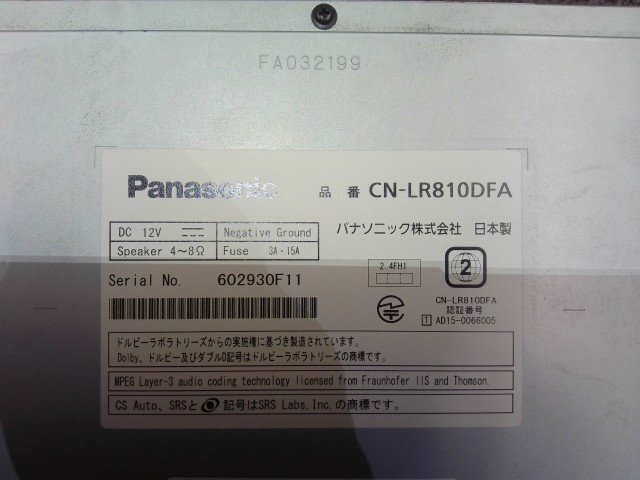 FA032199
Panasonic 品 番 CN-LR810DFA
DC 12V Negative Ground
Speaker 4～8Ω Fuse 3A・15A
パナソニック株式会社 日本製
Serial No. 602930F11
2.4FH1
2
CN-LR810DFA
認証番号
T AD15-0066005
ドルビーラボラトリーズからの実施権に基づき製造されています。
Dolby、ドルビー及びダブルD記号はドルビーラボラトリーズの商標です。
MPEG Layer-3 audio coding technology licensed from Fraunhofer IIS and Thomson.
CS Auto, SRSと 記号はSRS Labs, Inc.の商標です。